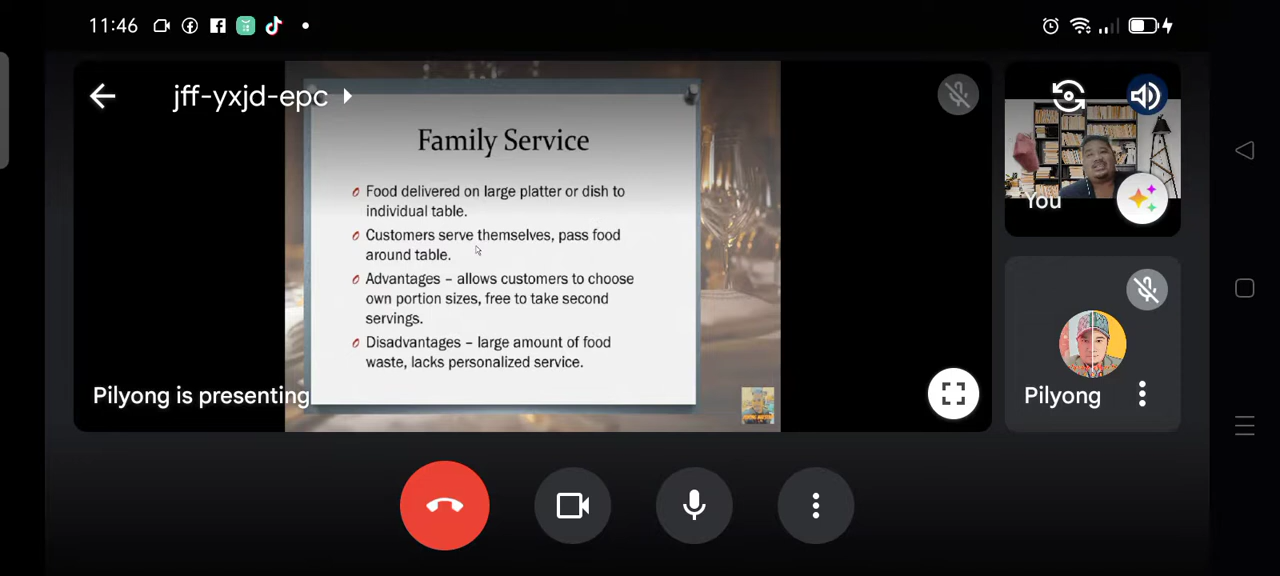 11:46
jff-yxjd-epc
Family Service
Food delivered on large platter or dish to
individual table.
Customers serve themselves, pass food
around table.
Advantages – allows customers to choose
own portion sizes, free to take second
servings.
Disadvantages – large amount of food
waste, lacks personalized service.
Pilyong is presenting
You
Pilyong